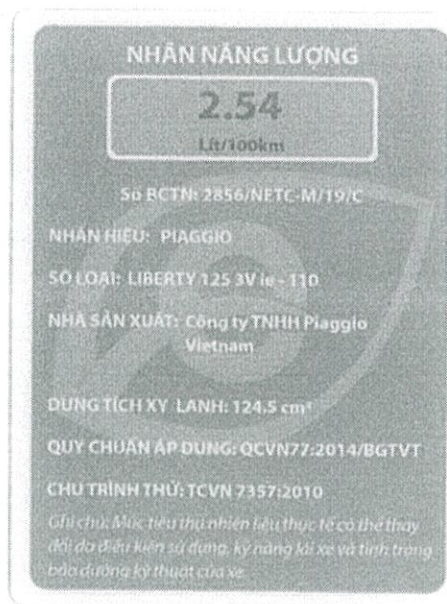 NHÃN NĂNG LƯỢNG
2.54
Lít/100km
Số BCTN: 2856/NETC-M/19/C
NHÃN HIỆU: PIAGGIO
SỐ LOẠI: LIBERTY 125 3V ie - 110
NHÀ SẢN XUẤT: Công ty TNHH Piaggio
Vietnam
DUNG TÍCH XY LANH: 124.5 cm³
QUY CHUẨN ÁP DỤNG: QCVN77:2014/BGTVT
CHU TRÌNH THỬ: TCVN 7357:2010
Ghi chú: Mức tiêu thụ nhiên liệu thực tế có thể thay
đổi do điều kiện sử dụng, kỹ năng lái xe và tình trạng
bảo dưỡng kỹ thuật của xe.